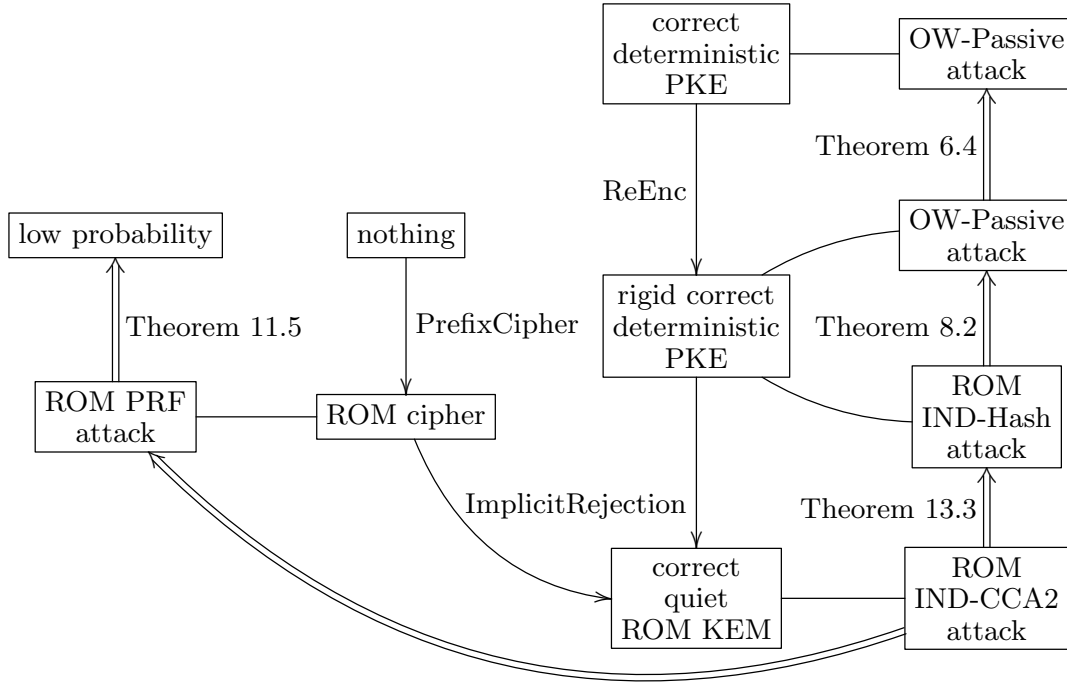 correct
deterministic
PKE
OW-Passive
attack
Theorem 6.4
ReEnc
low probability
nothing
OW-Passive
attack
rigid correct
deterministic
PKE
Theorem 11.5
PrefixCipher
Theorem 8.2
ROM PRF
attack
ROM cipher
ROM
IND-Hash
attack
ImplicitRejection
Theorem 13.3
correct
quiet
ROM KEM
ROM
IND-CCA2
attack